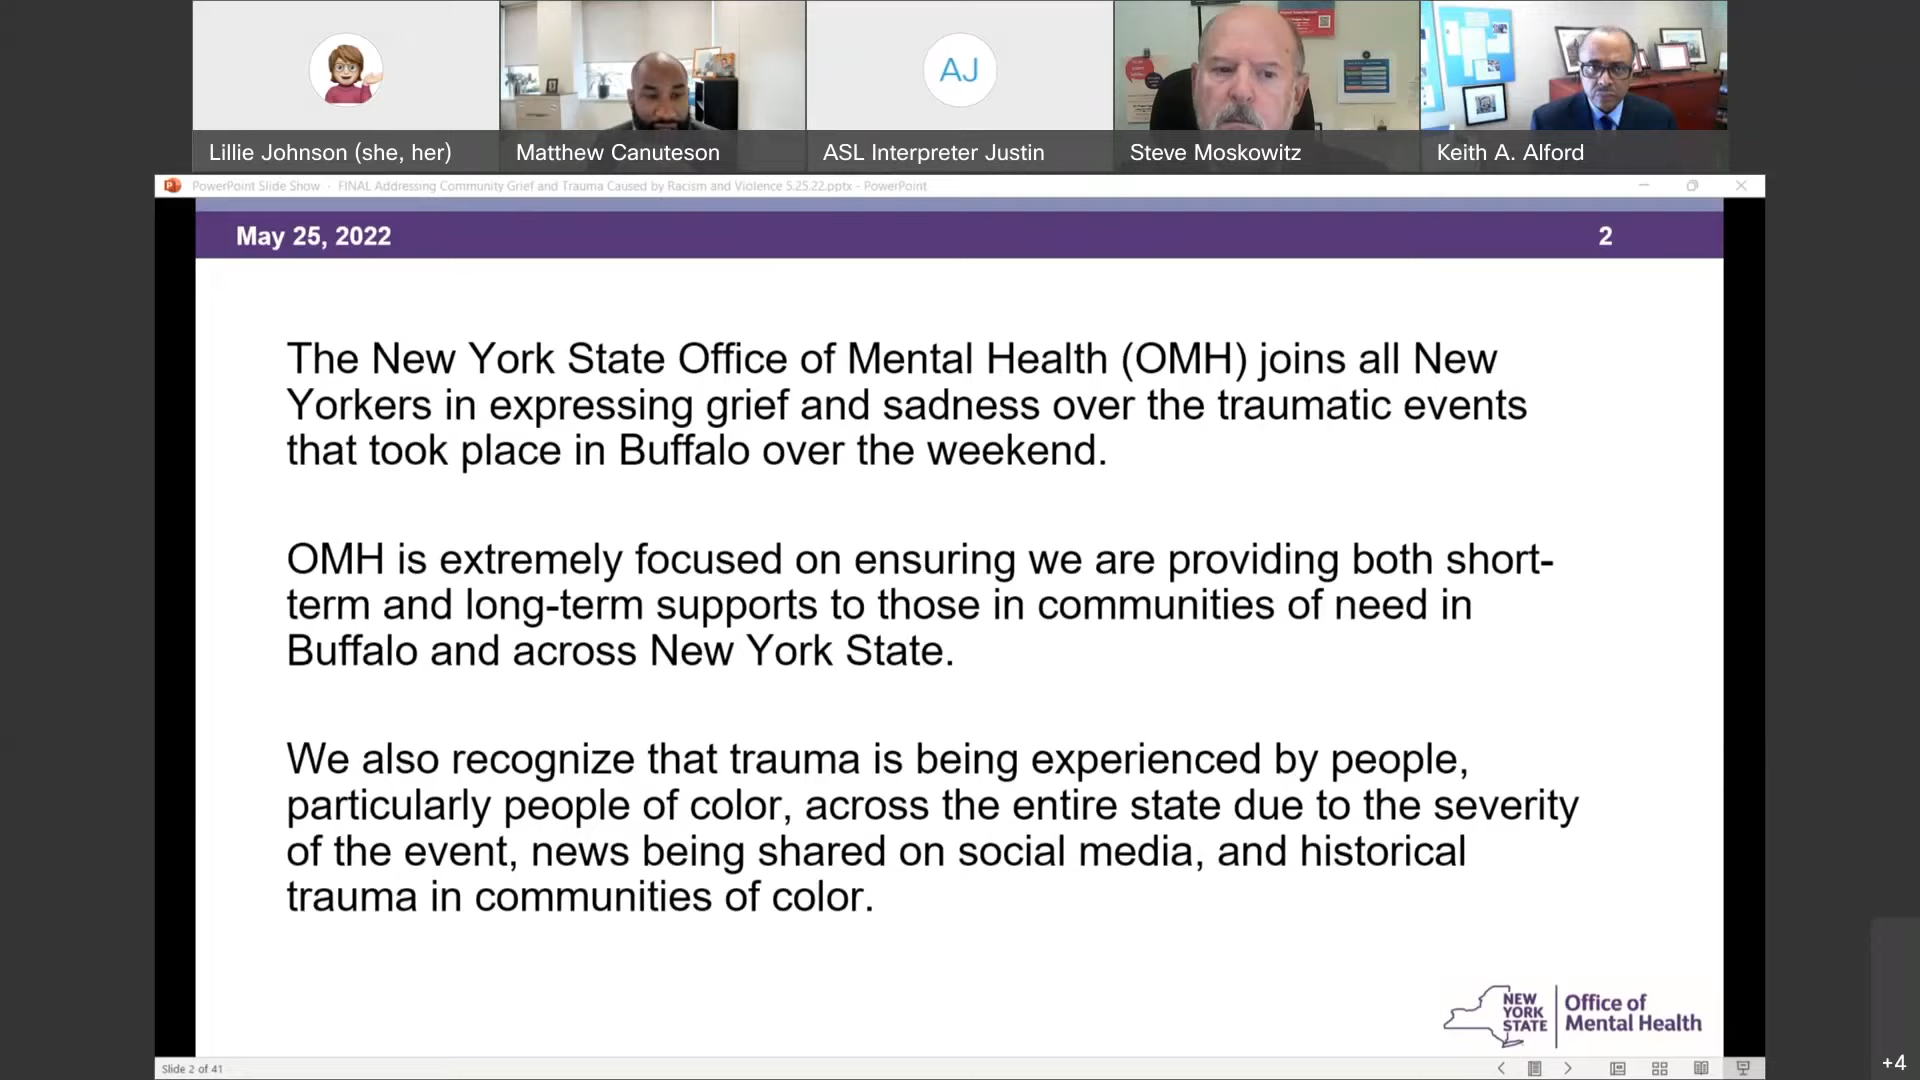 AJ
Lillie Johnson (she, her)
Matthew Canuteson
ASL Interpreter Justin
Steve Moskowitz
Keith A. Alford
PowerPoint Slide Show - FINAL Addressing Community Grief and Trauma Caused by Racism and Violence 5.25.22.pptx - PowerPoint
May 25, 2022
2
The New York State Office of Mental Health (OMH) joins all New
Yorkers in expressing grief and sadness over the traumatic events
that took place in Buffalo over the weekend.
OMH is extremely focused on ensuring we are providing both short-
term and long-term supports to those in communities of need in
Buffalo and across New York State.
We also recognize that trauma is being experienced by people,
particularly people of color, across the entire state due to the severity
of the event, news being shared on social media, and historical
trauma in communities of color.
NEW
YORK
STATE
Office of
Mental Health
Slide 2 of 41
+4